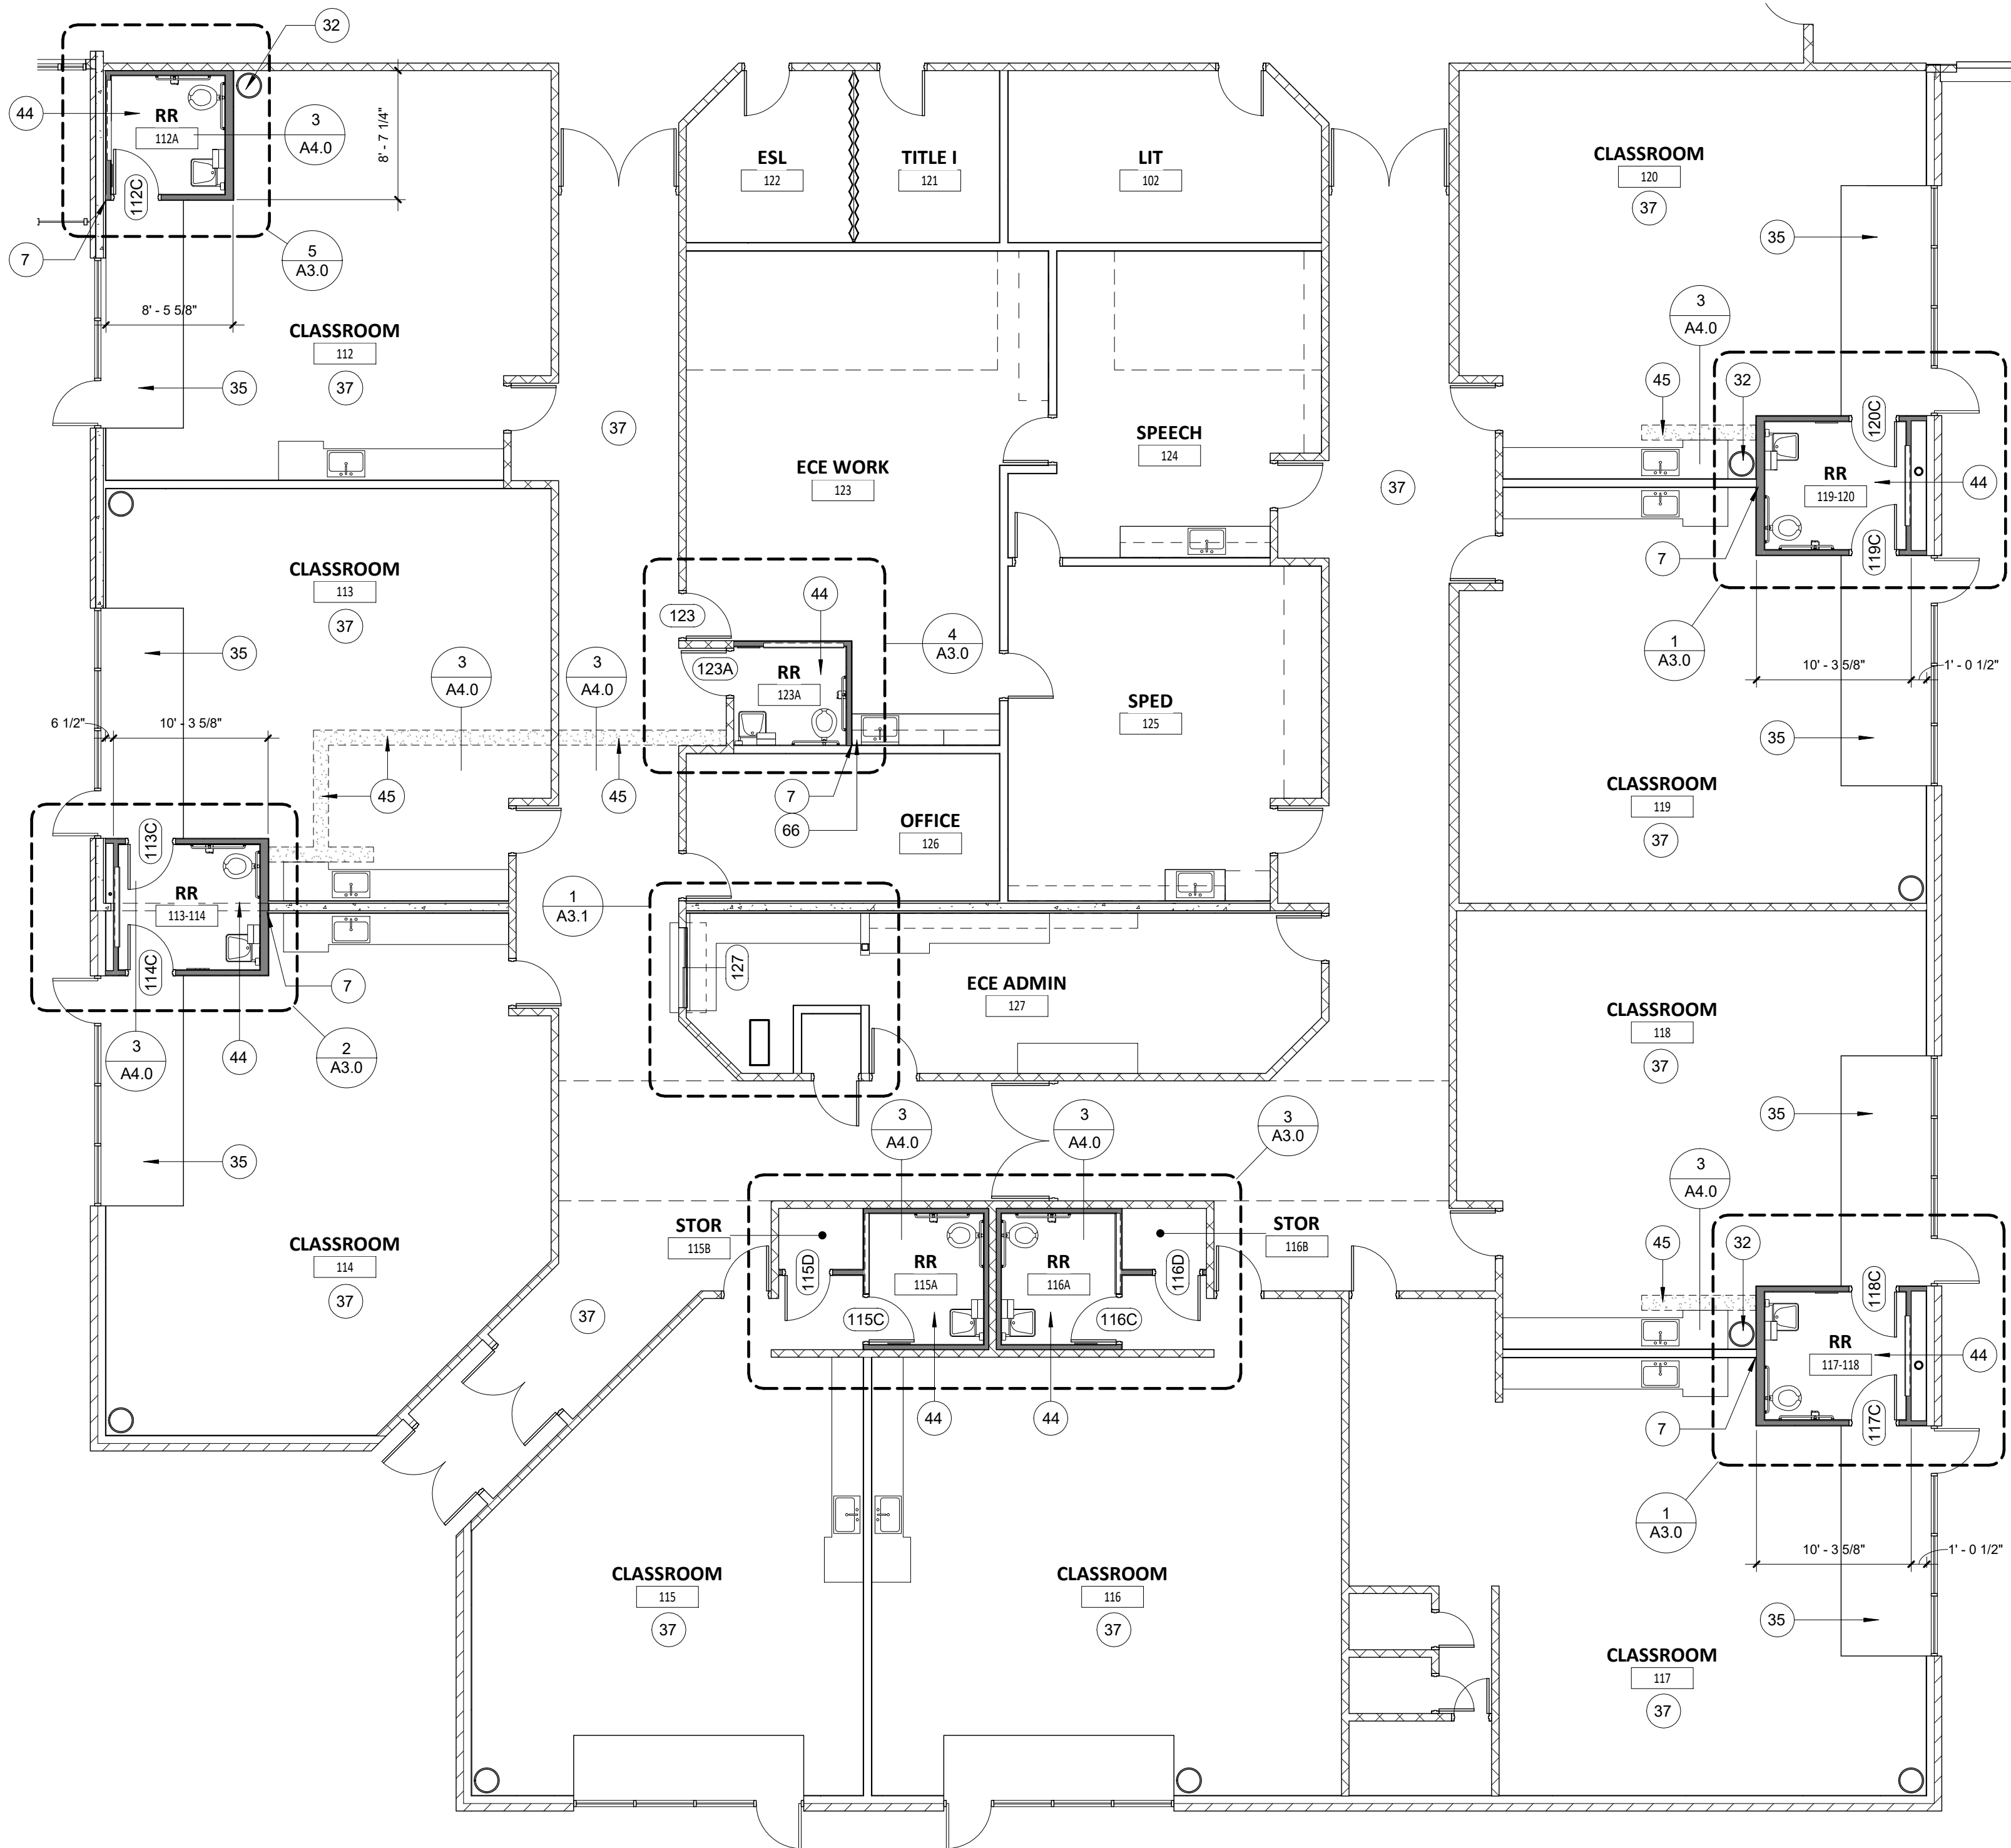 32
44
RR
112A
3
A4.0
8' - 7 1/4"
112C
7
5
A3.0
8' - 5 5/8"
CLASSROOM
112
37
35
37
ESL
122
TITLE I
121
LIT
102
CLASSROOM
120
37
35
3
A4.0
45
32
120C
RR
119-120
44
119C
7
1
A3.0
10' - 3 5/8"
1' - 0 1/2"
35
SPEECH
124
37
ECE WORK
123
CLASSROOM
113
37
35
3
A4.0
3
A4.0
123
44
123A
RR
123A
4
A3.0
SPED
125
6 1/2"
10' - 3 5/8"
45
45
7
66
OFFICE
126
CLASSROOM
119
37
113C
RR
113-114
114C
7
3
A4.0
44
2
A3.0
1
A3.1
127
ECE ADMIN
127
CLASSROOM
118
37
35
35
3
A4.0
3
A4.0
3
A3.0
CLASSROOM
114
37
37
STOR
115B
115D
RR
115A
115C
RR
116A
116C
116D
STOR
116B
44
44
3
A4.0
45
32
118C
RR
117-118
44
117C
7
1
A3.0
10' - 3 5/8"
1' - 0 1/2"
35
CLASSROOM
115
37
CLASSROOM
116
37
CLASSROOM
117
37